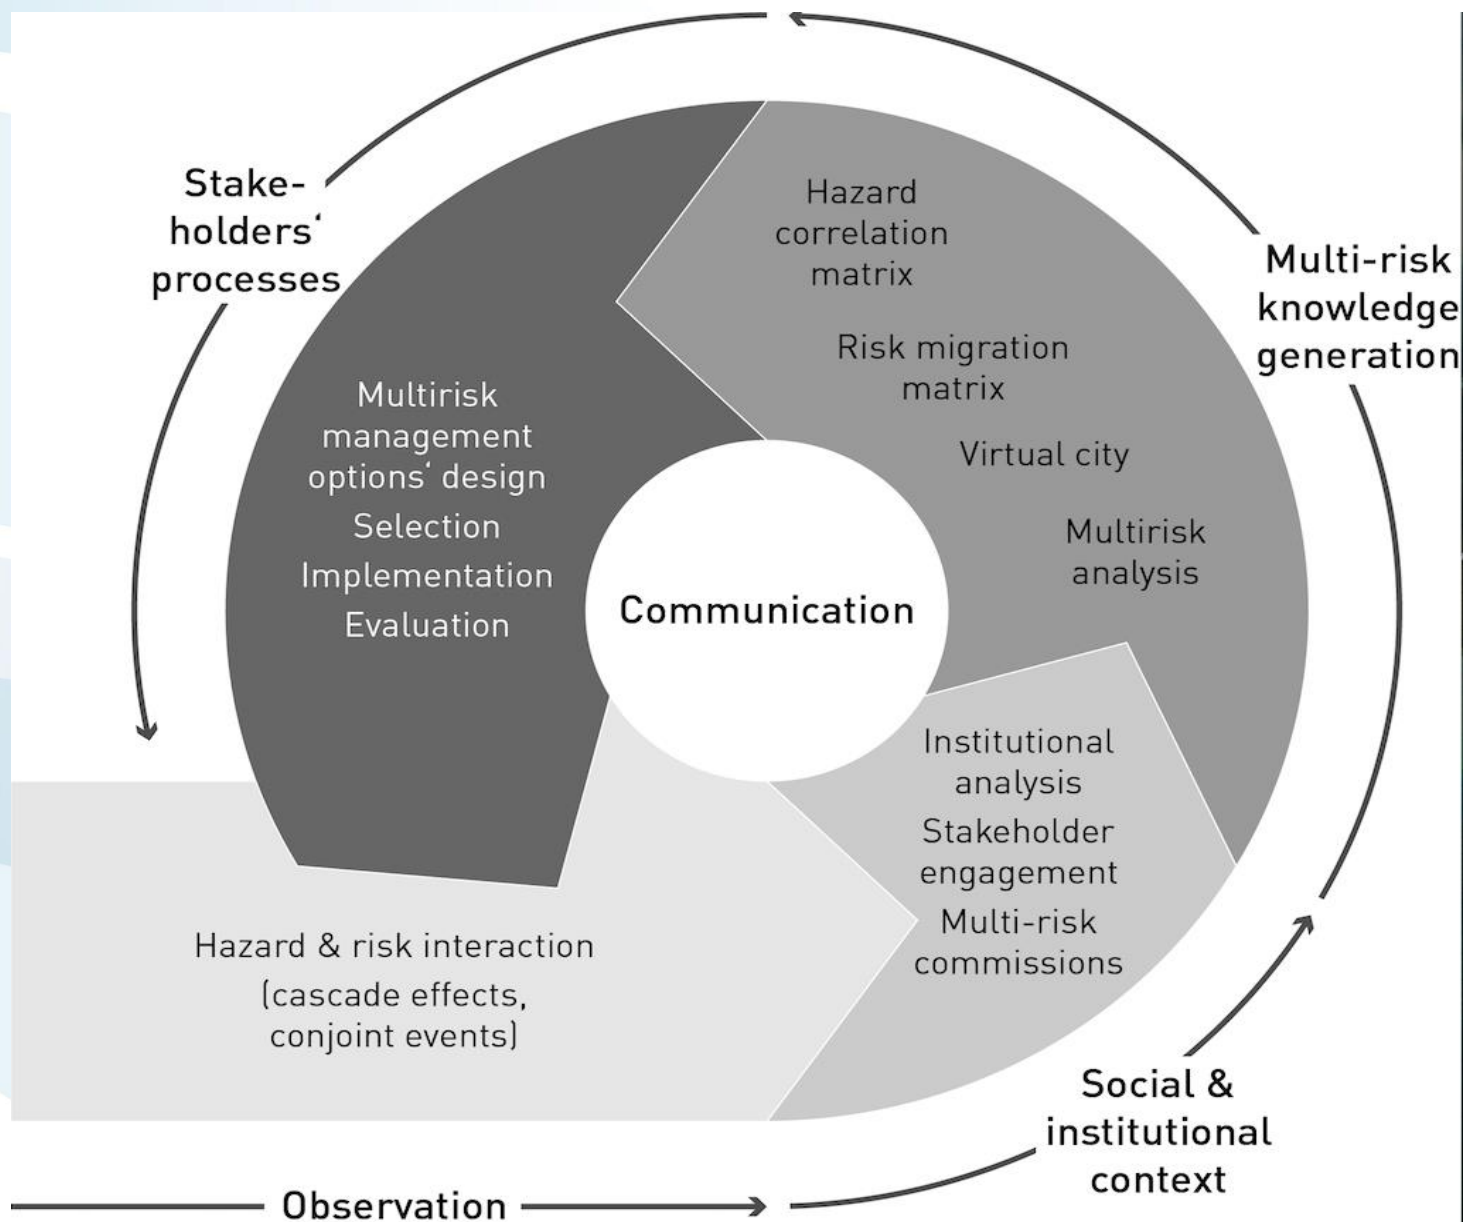 Stake-
holders‘
processes
Multi-risk
knowledge
generation
Hazard
correlation
matrix
Risk migration
matrix
Virtual city
Multirisk
analysis
Multirisk
management
options‘ design
Selection
Implementation
Evaluation
Communication
Institutional
analysis
Stakeholder
engagement
Multi-risk
commissions
Hazard & risk interaction
(cascade effects,
conjoint events)
Social &
institutional
context
Observation